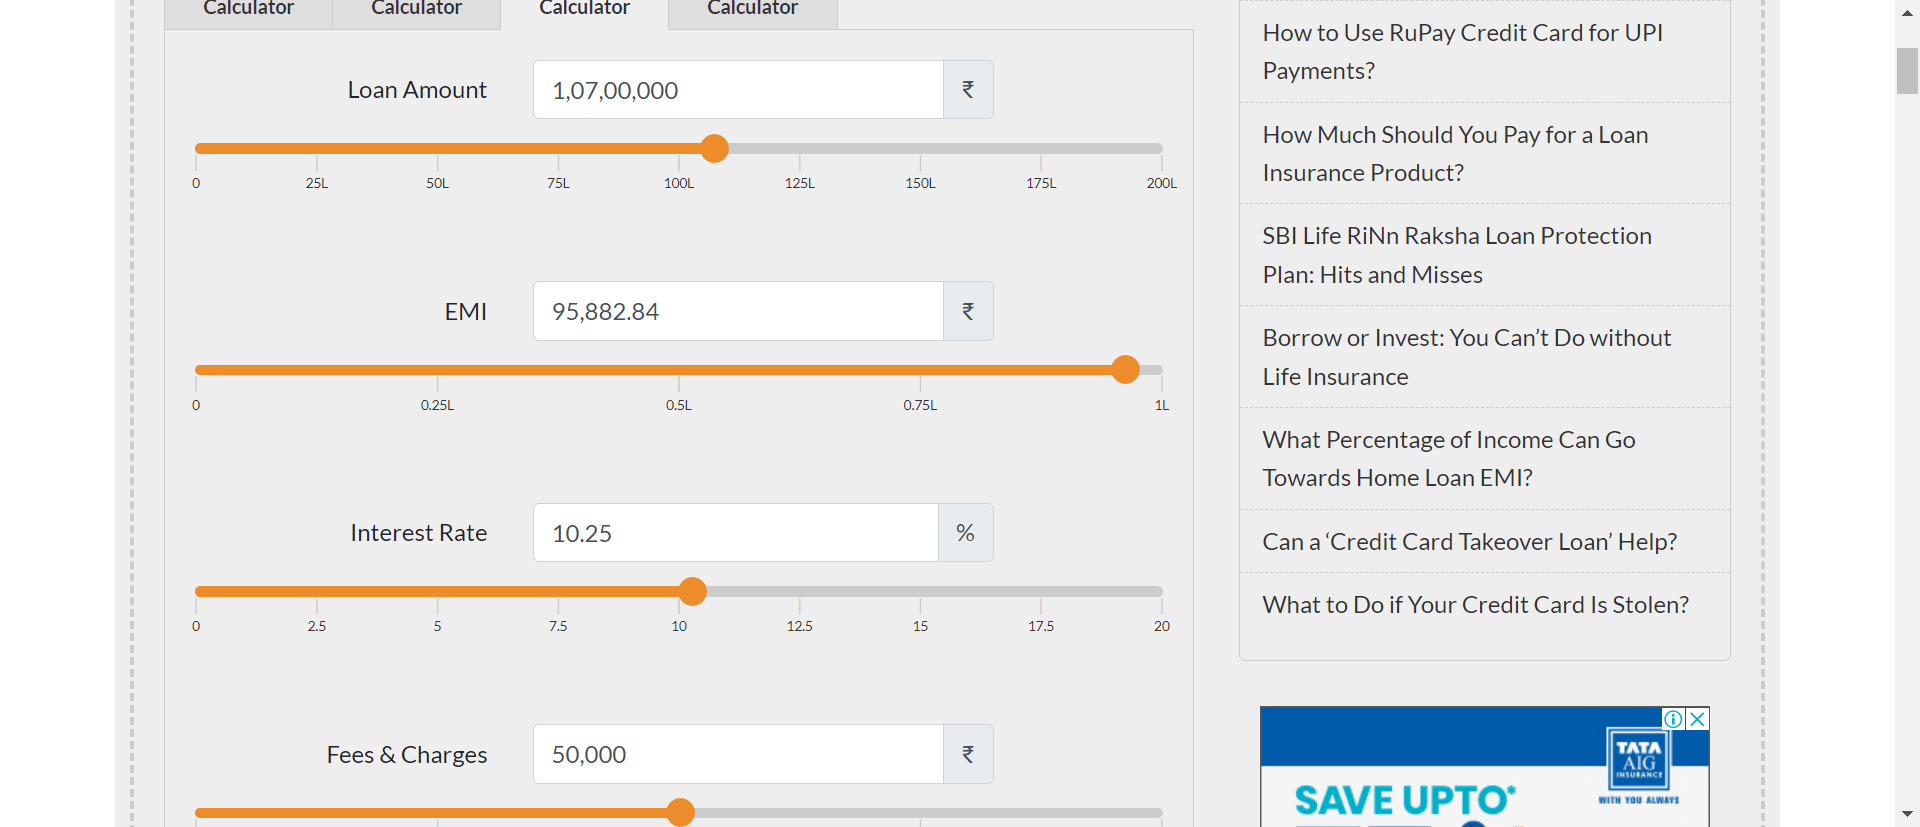 Calculator
Calculator
Calculator
Calculator
Loan Amount
1,07,00,000
₹
0
25L
50L
75L
100L
125L
150L
175L
200L
EMI
95,882.84
₹
0
0.25L
0.5L
0.75L
1L
Interest Rate
10.25
%
0
2.5
5
7.5
10
12.5
15
17.5
20
Fees & Charges
50,000
₹
How to Use RuPay Credit Card for UPI
Payments?
How Much Should You Pay for a Loan
Insurance Product?
SBI Life RiNn Raksha Loan Protection
Plan: Hits and Misses
Borrow or Invest: You Can’t Do without
Life Insurance
What Percentage of Income Can Go
Towards Home Loan EMI?
Can a ‘Credit Card Takeover Loan’ Help?
What to Do if Your Credit Card Is Stolen?
TATA
AIG
INSURANCE
WITH YOU ALWAYS
SAVE UPTO*